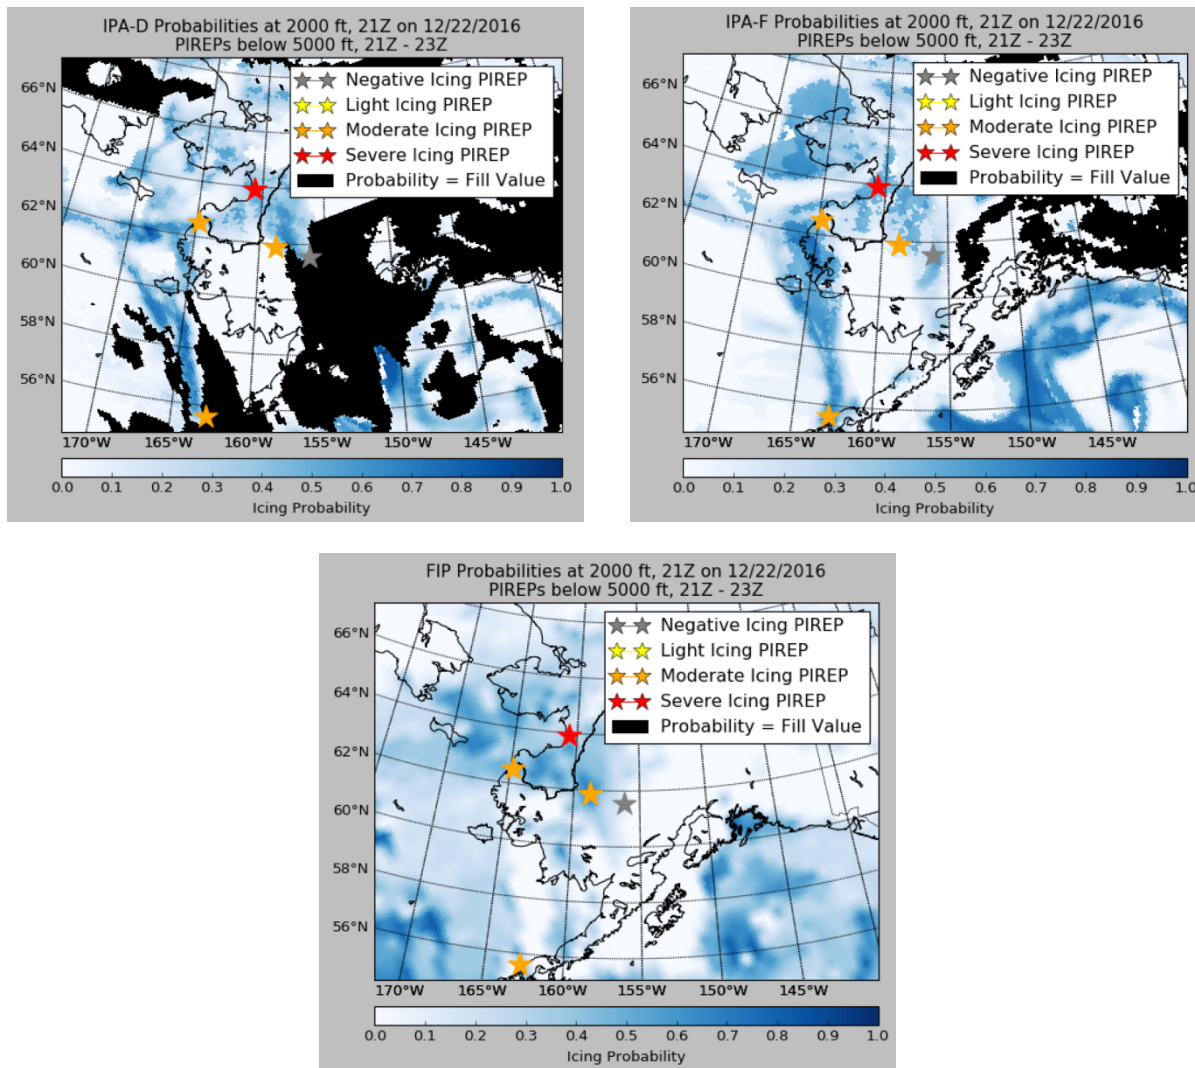 IPA-D Probabilities at 2000 ft, 21Z on 12/22/2016
PIREPs below 5000 ft, 21Z - 23Z
Negative Icing PIREP
Light Icing PIREP
Moderate Icing PIREP
Severe Icing PIREP
Probability = Fill Value
66°N
64°N
62°N
60°N
58°N
56°N
170°W 165°W 160°W 155°W 150°W 145°W
0.0 0.1 0.2 0.3 0.4 0.5 0.6 0.7 0.8 0.9 1.0
Icing Probability
IPA-F Probabilities at 2000 ft, 21Z on 12/22/2016
PIREPs below 5000 ft, 21Z - 23Z
Negative Icing PIREP
Light Icing PIREP
Moderate Icing PIREP
Severe Icing PIREP
Probability = Fill Value
66°N
64°N
62°N
60°N
58°N
56°N
170°W 165°W 160°W 155°W 150°W 145°W
0.0 0.1 0.2 0.3 0.4 0.5 0.6 0.7 0.8 0.9 1.0
Icing Probability
FIP Probabilities at 2000 ft, 21Z on 12/22/2016
PIREPs below 5000 ft, 21Z - 23Z
Negative Icing PIREP
Light Icing PIREP
Moderate Icing PIREP
Severe Icing PIREP
Probability = Fill Value
66°N
64°N
62°N
60°N
58°N
56°N
170°W 165°W 160°W 155°W 150°W 145°W
0.0 0.1 0.2 0.3 0.4 0.5 0.6 0.7 0.8 0.9 1.0
Icing Probability